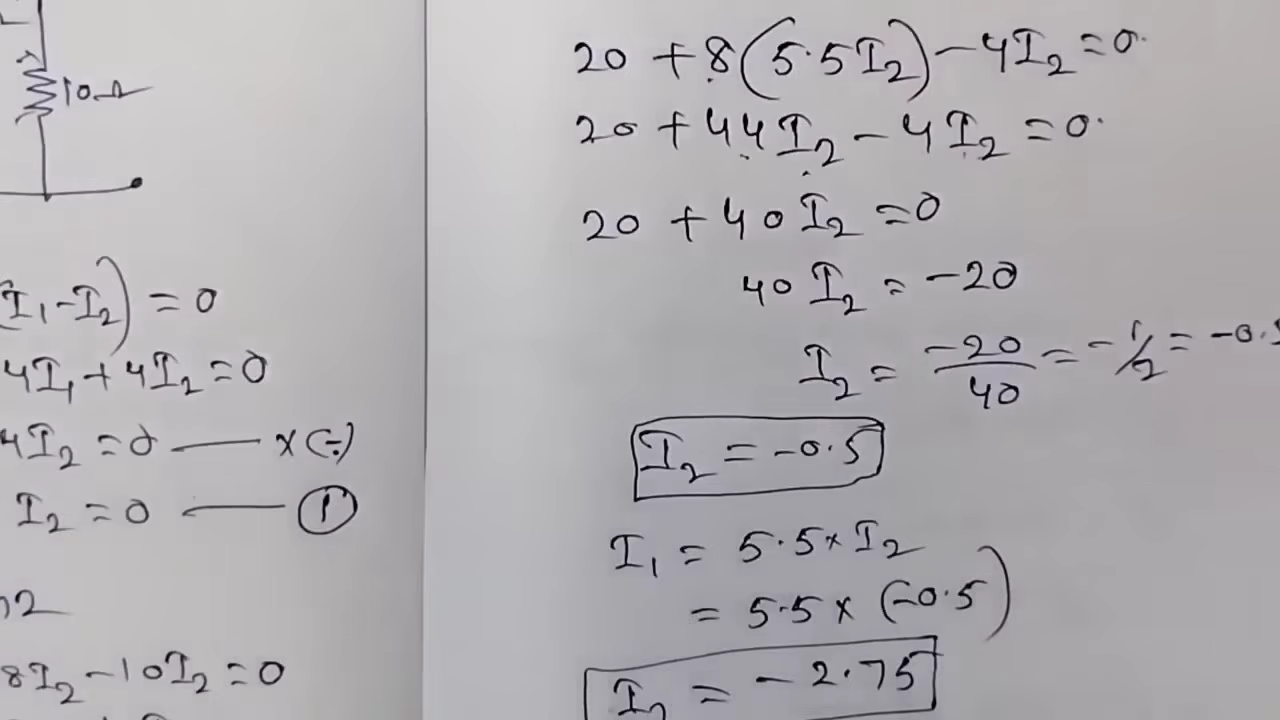 10Ω
I₁-I₂) = 0
4I₁+4I₂=0
4I₂ =0 —— ×(-)
I₂ =0 —— ①
8I₂-10I₂=0
20 +8(5.5I₂)-4I₂=0.
20 +44I₂-4I₂ =0.
20 +40I₂ =0
40I₂ = -20
I₂ = -20/40 = -1/2 = -0.5
I₂ = -0.5
I₁ = 5.5×I₂
= 5.5×(-0.5)
I₂ = -2.75